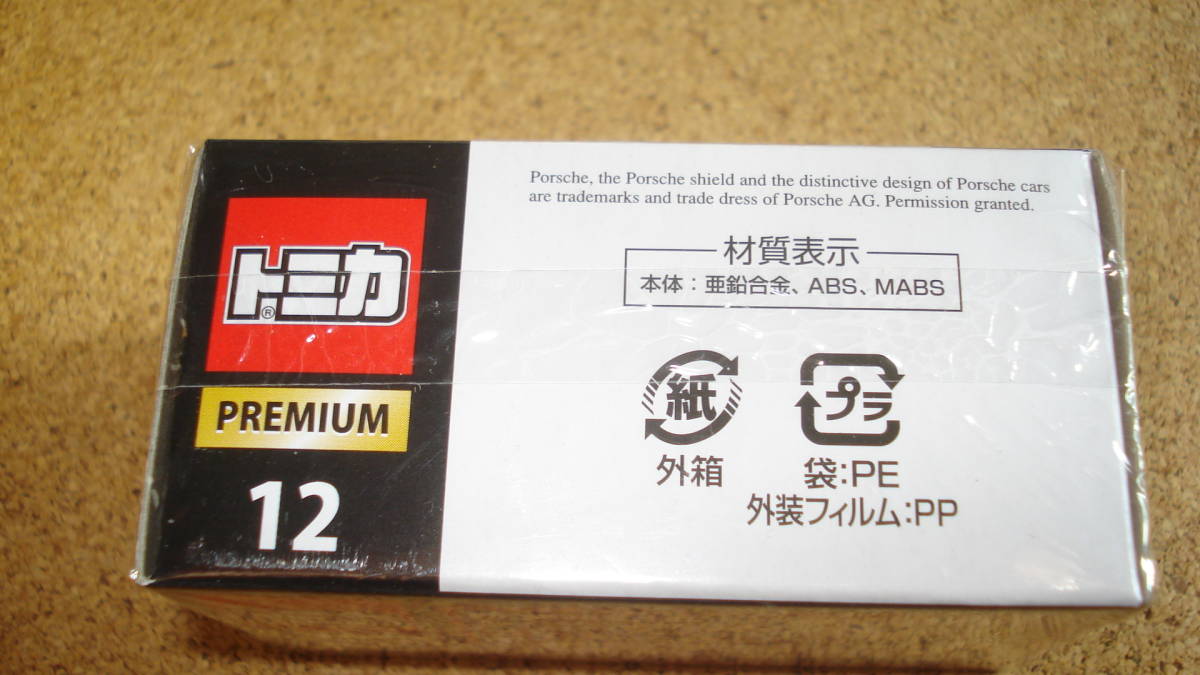 トミカ
®
PREMIUM
12
Porsche, the Porsche shield and the distinctive design of Porsche cars
are trademarks and trade dress of Porsche AG. Permission granted.
材質表示
本体：亜鉛合金、ABS、MABS
紙
外箱
プラ
袋：PE
外装フィルム：PP